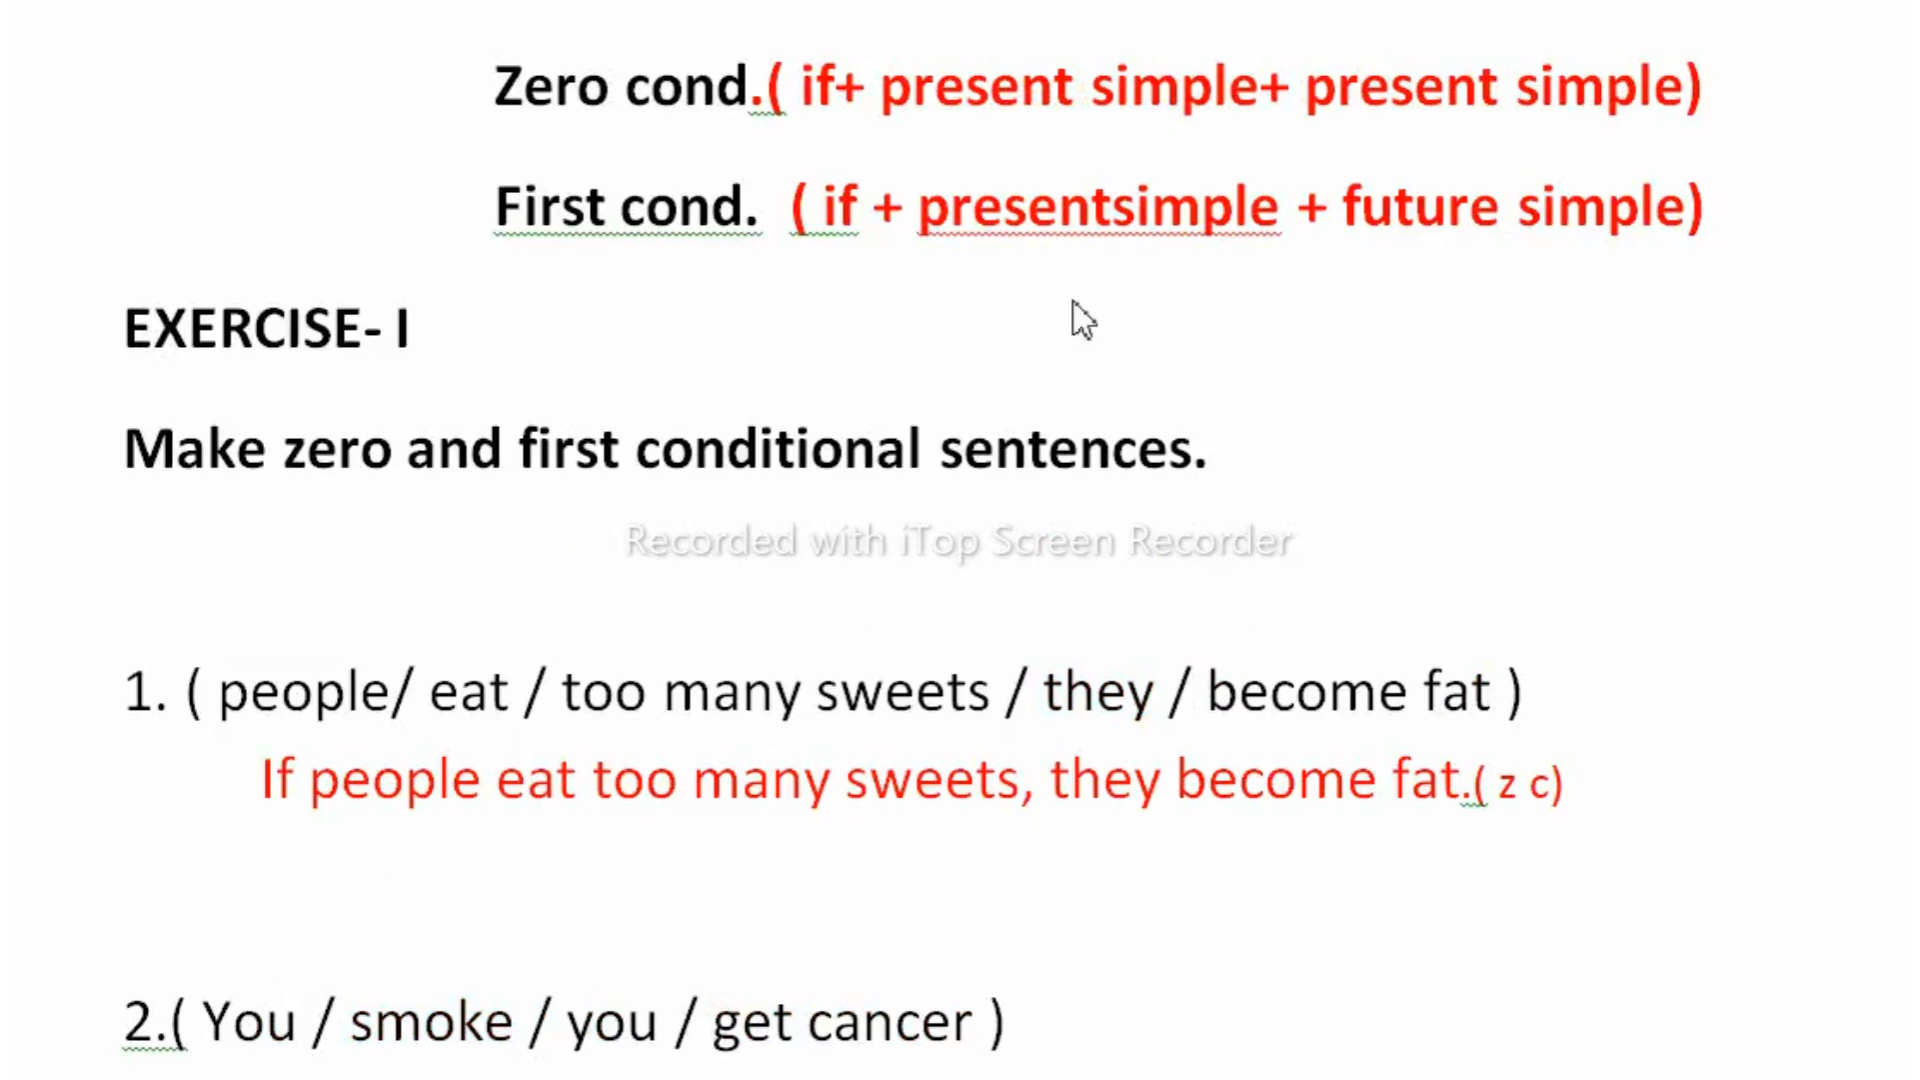 Zero cond.( if+ present simple+ present simple)
First cond. ( if + presentsimple + future simple)
EXERCISE- I
Make zero and first conditional sentences.
Recorded with iTop Screen Recorder
1. ( people/ eat / too many sweets / they / become fat )
If people eat too many sweets, they become fat.( z c)
2.( You / smoke / you / get cancer )